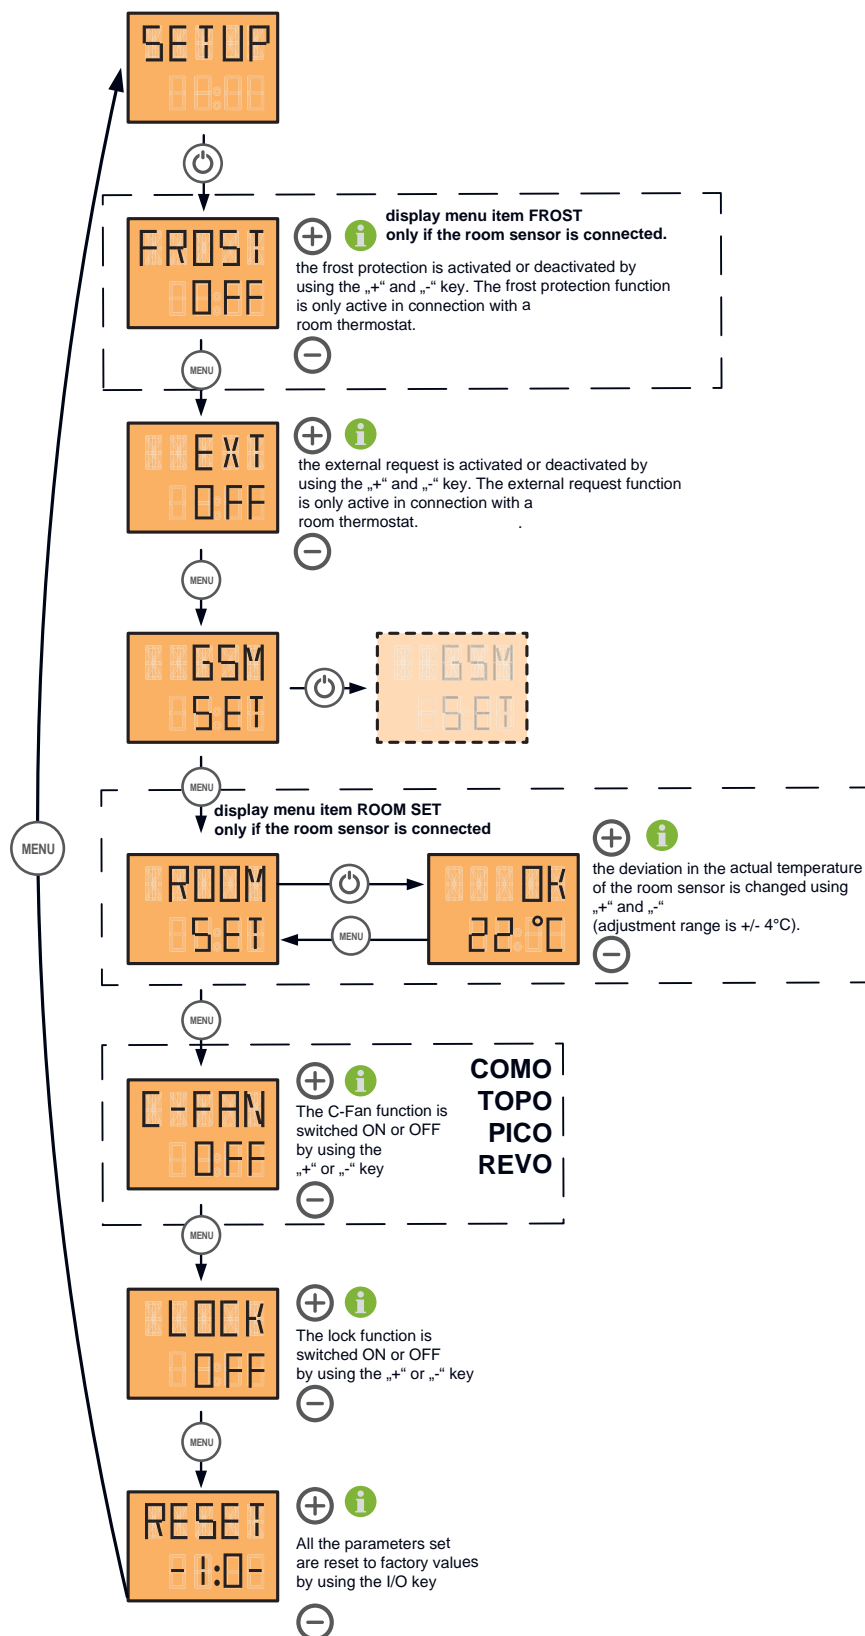 SETUP
display menu item FROST
only if the room sensor is connected.
FROST
OFF
the frost protection is activated or deactivated by
using the „+“ and „-“ key. The frost protection function
is only active in connection with a
room thermostat.
MENU
EXT
OFF
the external request is activated or deactivated by
using the „+“ and „-“ key. The external request function
is only active in connection with a
room thermostat. .
MENU
GSM
SET
GSM
SET
MENU
display menu item ROOM SET
only if the room sensor is connected
MENU
ROOM
SET
MENU
OK
22 °C
the deviation in the actual temperature
of the room sensor is changed using
„+“ and „-“
(adjustment range is +/- 4°C).
MENU
C-FAN
OFF
The C-Fan function is
switched ON or OFF
by using the
„+“ or „-“ key
COMO
TOPO
PICO
REVO
MENU
LOCK
OFF
The lock function is
switched ON or OFF
by using the „+“ or „-“ key
MENU
RESET
-1:0-
All the parameters set
are reset to factory values
by using the I/O key